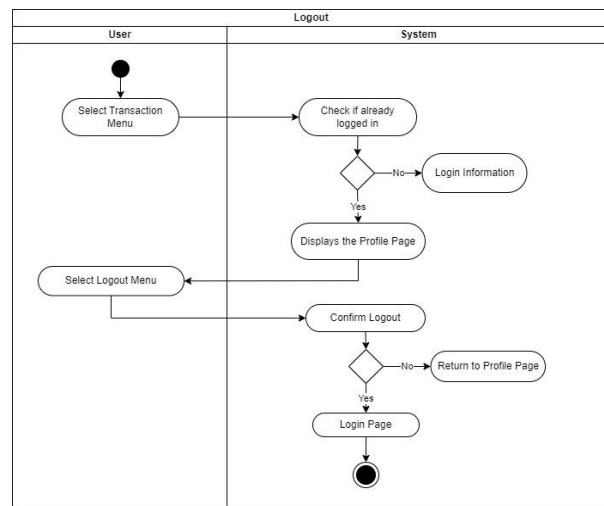 Logout
User
System
Select Transaction
Menu
Check if already
logged in
No
Login Information
Yes
Displays the Profile Page
Select Logout Menu
Confirm Logout
No
Return to Profile Page
Yes
Login Page